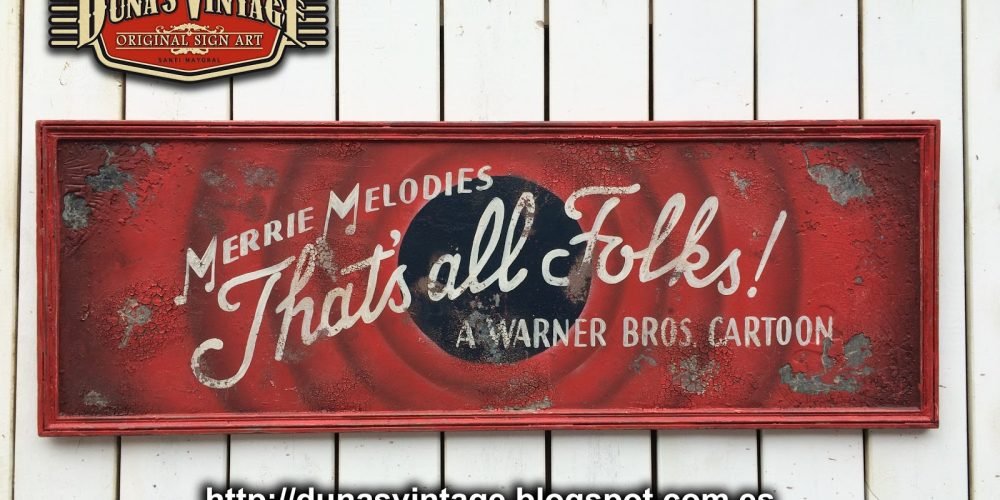 DUNA'S VINTAGE
ORIGINAL SIGN ART
SANTI MAYORAL
MERRIE MELODIES
That's all Folks!
A WARNER BROS. CARTOON
http://dunasvintage.blogspot.com.es